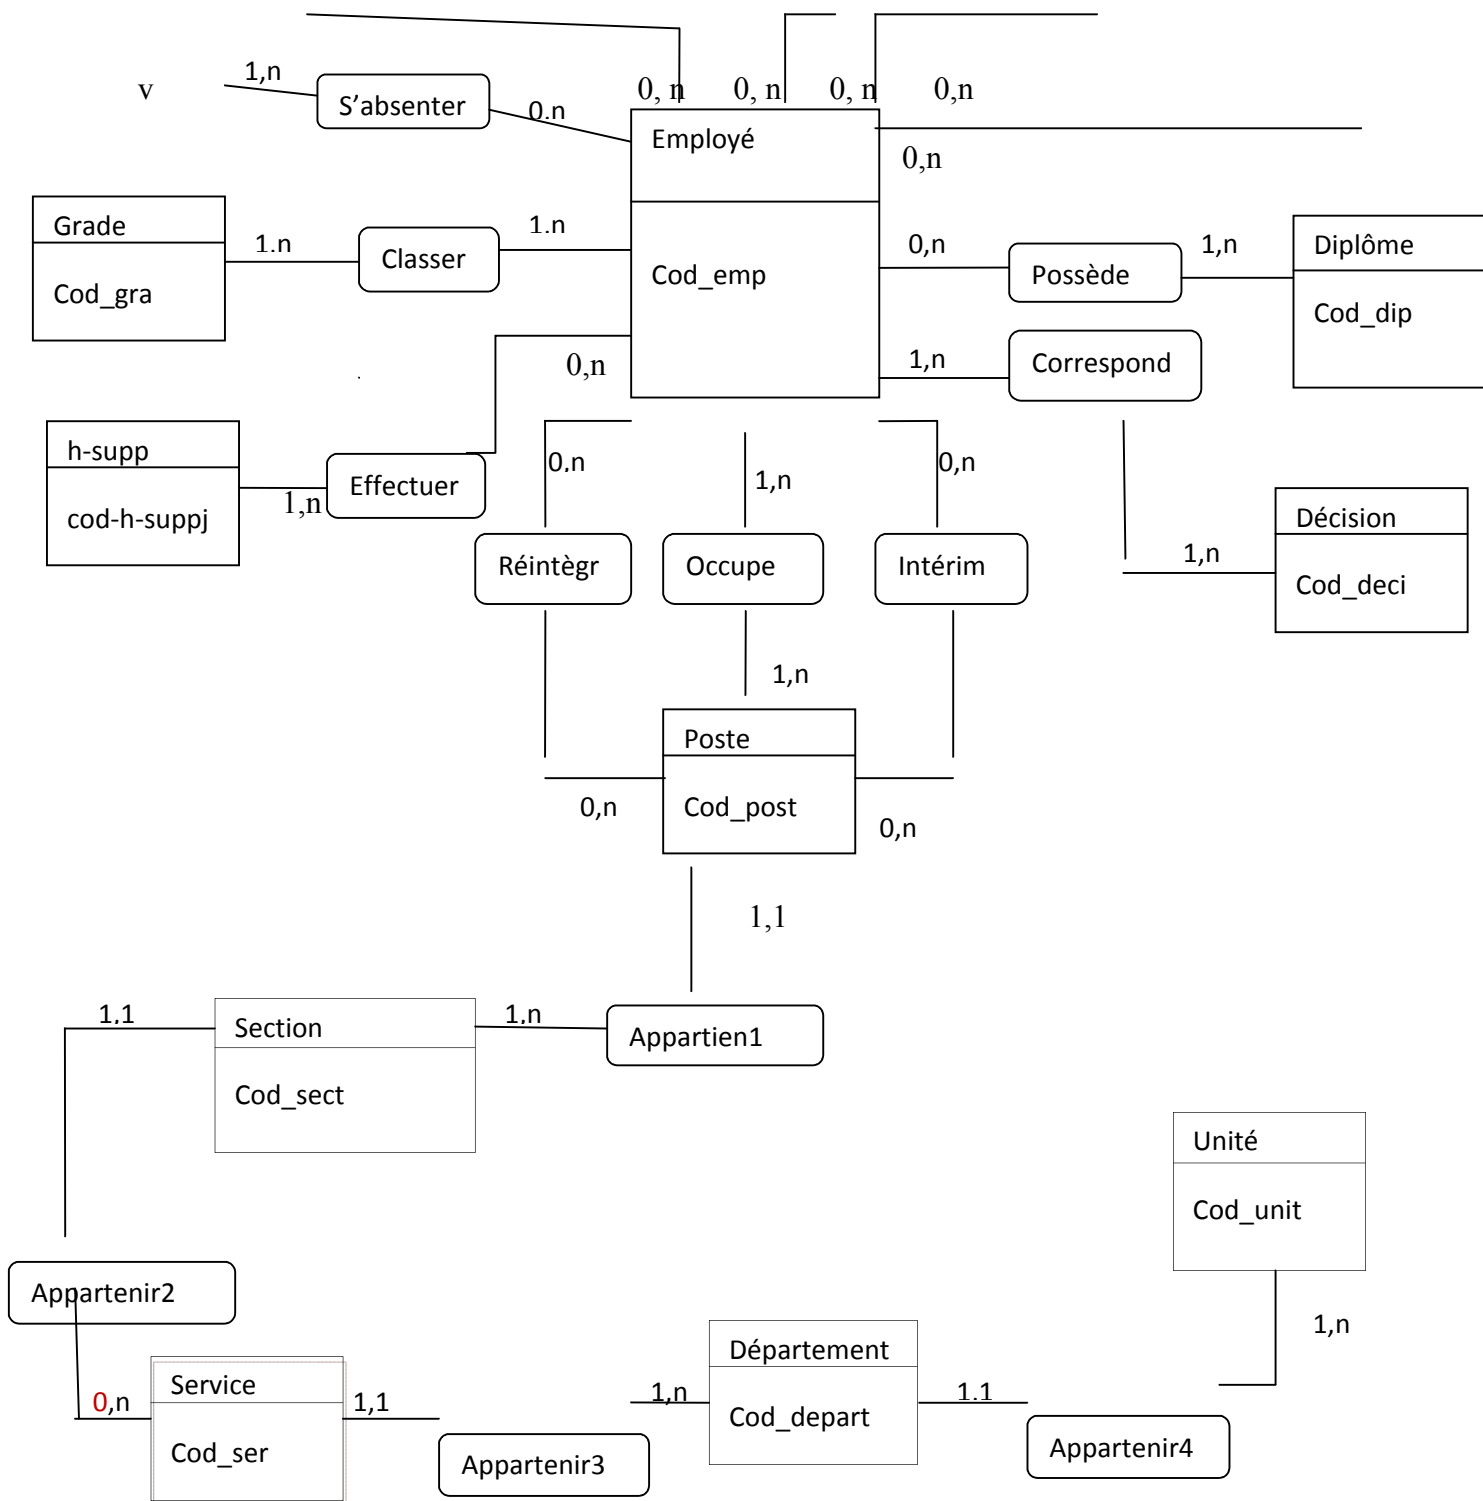 1,n
v
S'absenter
0.n
0, n
0, n
0, n
0,n
Employé
0,n
Cod_emp
Grade
Cod_gra
1.n
Classer
1.n
0,n
Possède
1,n
Diplôme
Cod_dip
1,n
Correspond
0,n
h-supp
cod-h-suppj
1,n
Effectuer
0,n
1,n
0,n
Réintègr
Occupe
Intérim
1,n
Décision
Cod_deci
1,n
Poste
Cod_post
0,n
0,n
1,1
1,1
Section
Cod_sect
1,n
Appartien1
Unité
Cod_unit
1,n
Appartenir2
0,n
Service
Cod_ser
1,1
Appartenir3
1,n
Département
Cod_depart
1.1
Appartenir4